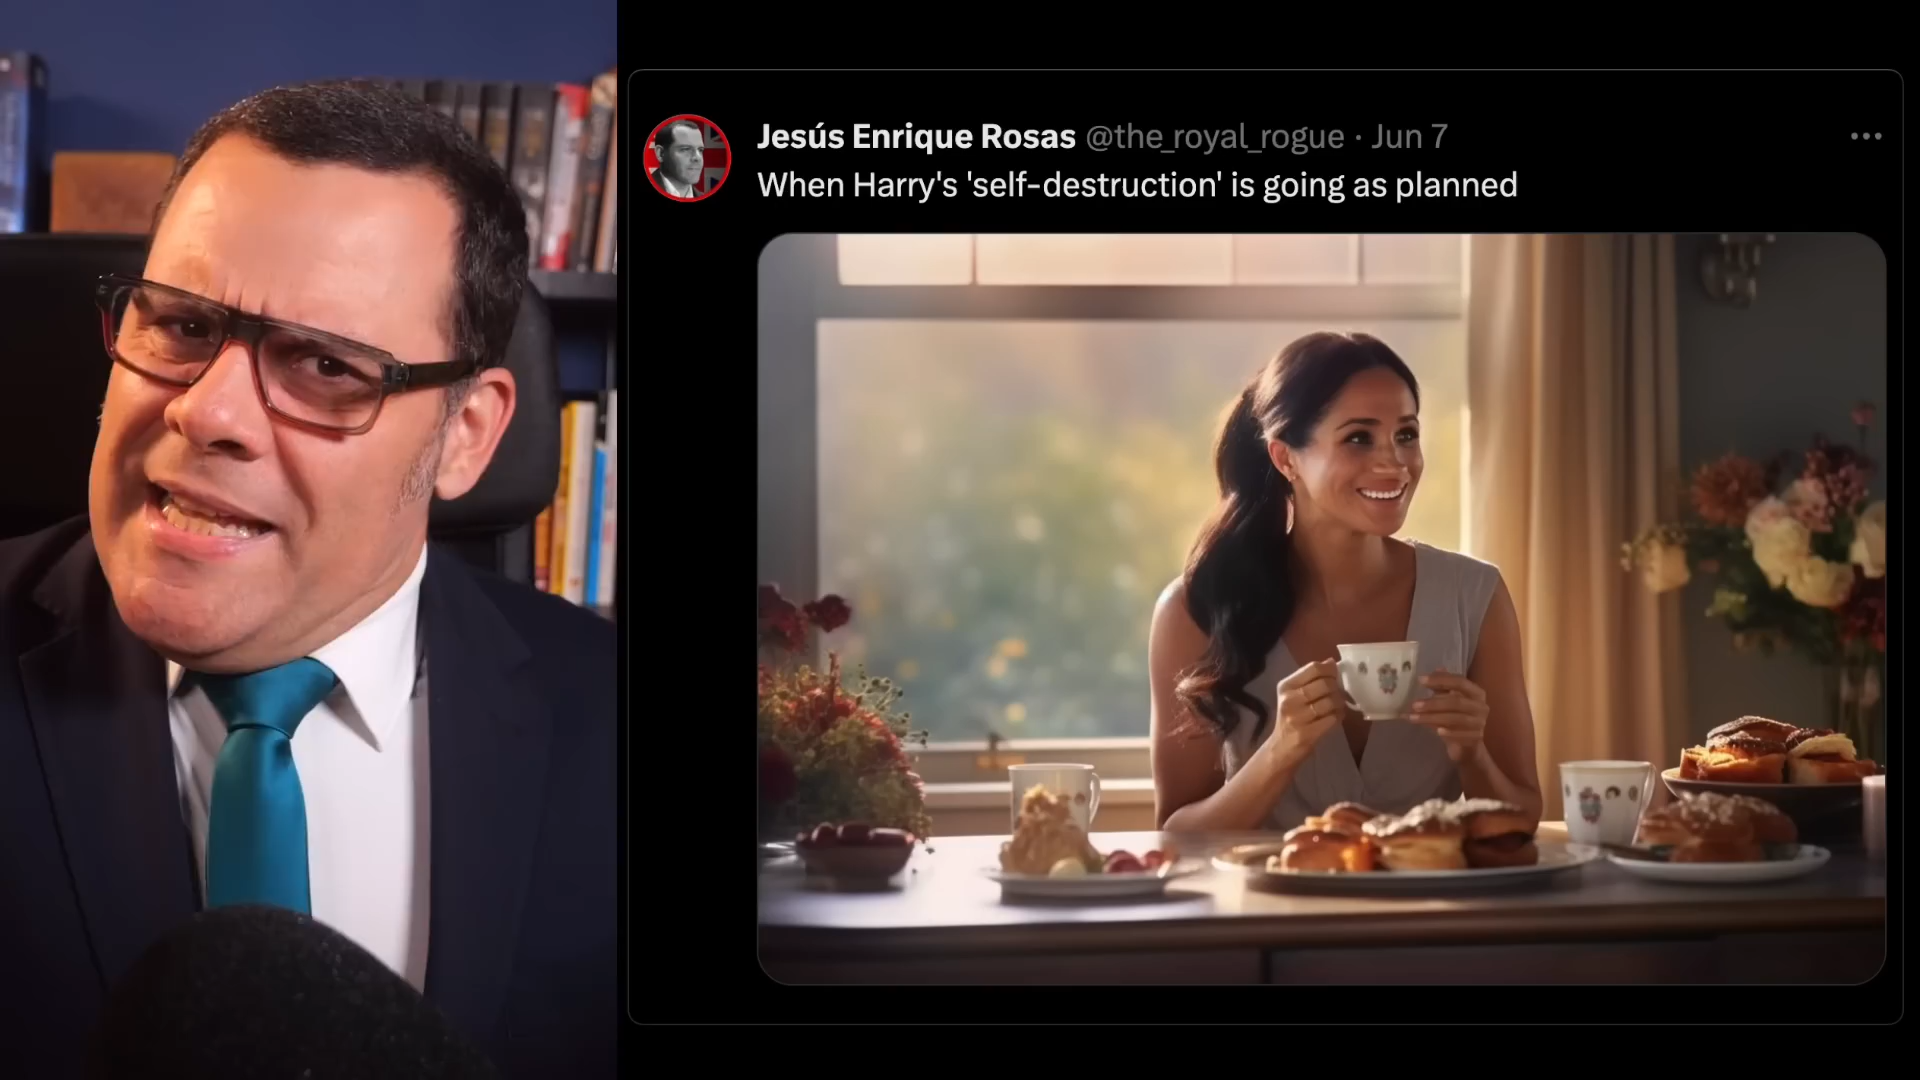 Jesús Enrique Rosas @the_royal_rogue · Jun 7
When Harry's 'self-destruction' is going as planned